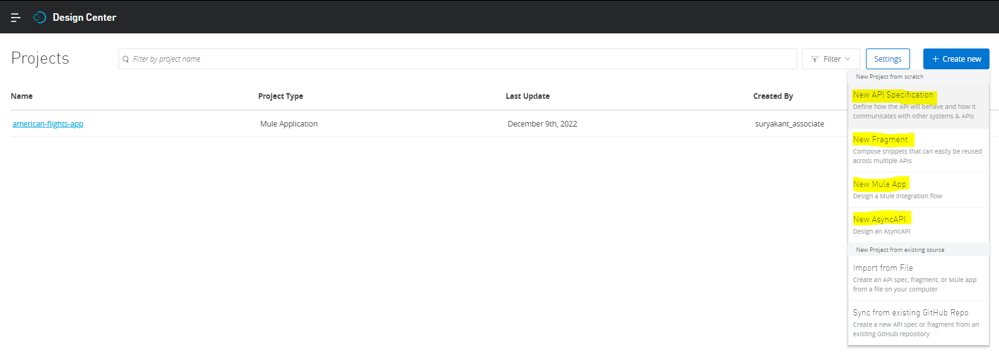 Design Center
Projects
Filter by project name
Filter
Settings
+ Create new
Name
Project Type
Last Update
Created By
american-flights-app
Mule Application
December 9th, 2022
suryakant_associate
New Project from scratch
New API Specification
Define how the API will behave and how it
communicates with other systems & APIs
New Fragment
Compose snippets that can easily be reused
across multiple APIs
New Mule App
Design a Mule integration flow
New AsyncAPI
Design an AsyncAPI
New Project from existing source
Import from File
Create an API spec, fragment, or Mule app
from a file on your computer
Sync from existing GitHub Repo
Create a new API spec or fragment from an
existing GitHub repository